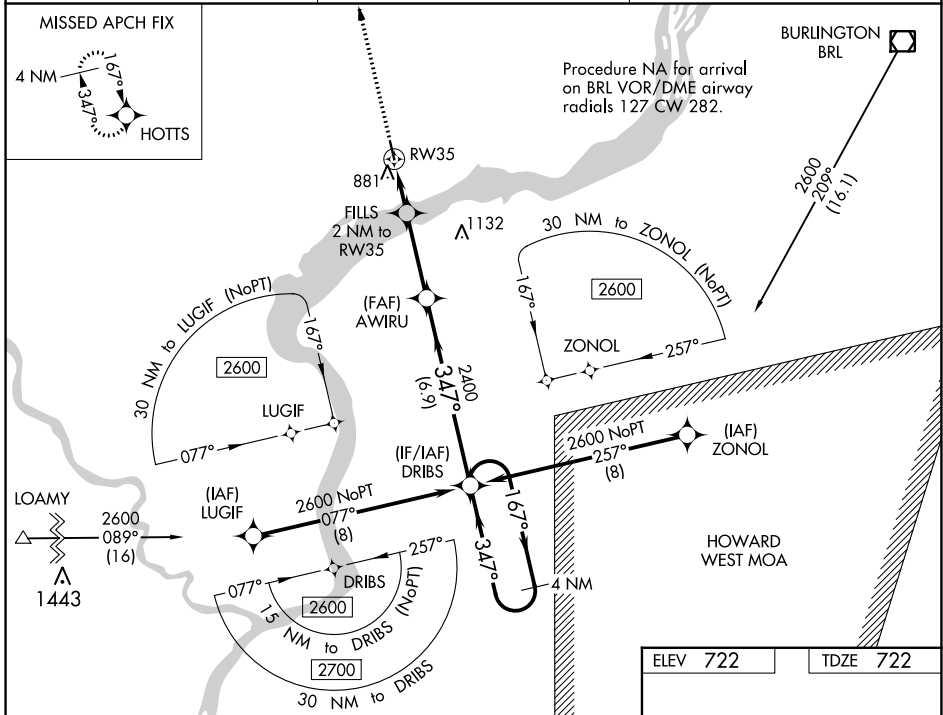 MISSED APCH FIX
4 NM
167°
347°
HOTTS
BURLINGTON
BRL
Procedure NA for arrival
on BRL VOR/DME airway
radials 127 CW 282.
2600
209°
(16.1)
RW35
881
FILLS
2 NM to
RW35
1132
30 NM to ZONOL (NoPT)
2600
167°
ZONOL
257°
(FAF)
AWIRU
30 NM to LUGIF (NoPT)
2600
167°
LUGIF
077°
2400
347°
(6.9)
(IF/IAF)
DRIBS
2600 NoPT
257°
(8)
(IAF)
ZONOL
LOAMY
2600
089°
(16)
1443
(IAF)
LUGIF
2600 NoPT
077°
(8)
167°
347°
4 NM
HOWARD
WEST MOA
077°
257°
DRIBS
2600
15 NM to DRIBS (NoPT)
2700
30 NM to DRIBS
ELEV 722
TDZE 722